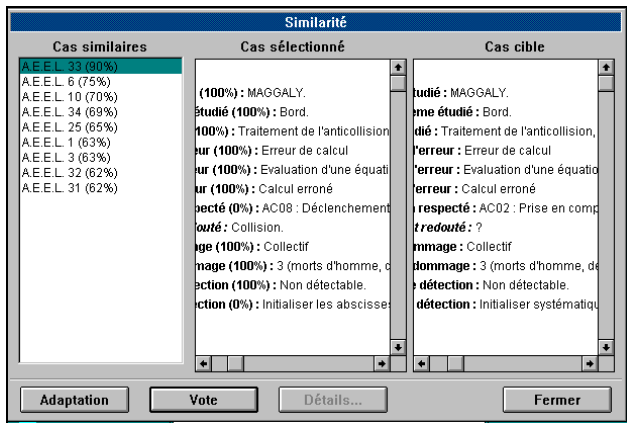 Similarité
Cas similaires
A.E.E.L. 33 (90%)
A.E.E.L. 6 (75%)
A.E.E.L. 10 (70%)
A.E.E.L. 34 (69%)
A.E.E.L. 25 (65%)
A.E.E.L. 1 (63%)
A.E.E.L. 3 (63%)
A.E.E.L. 32 (62%)
A.E.E.L. 31 (62%)
Cas sélectionné
(100%) : MAGGALY.
étudié (100%) : Bord.
100%) : Traitement de l'anticollision
eur (100%) : Erreur de calcul
eur (100%) : Evaluation d'une équati
ur (100%) : Calcul erroné
pecté (0%) : AC08 : Déclenchement
outé : Collision.
ge (100%) : Collectif
mage (100%) : 3 (morts d'homme, c
ection (100%) : Non détectable.
ection (0%) : Initialiser les abscisse
Cas cible
tudié : MAGGALY.
me étudié : Bord.
dié : Traitement de l'anticollision,
l'erreur : Erreur de calcul
l'erreur : Evaluation d'une équatio
'erreur : Calcul erroné
respecté : AC02 : Prise en comp
t redouté : ?
mmage : Collectif
dommage : 3 (morts d'homme, de
détection : Non détectable.
détection : Initialiser systématiqu
Adaptation
Vote
Détails...
Fermer